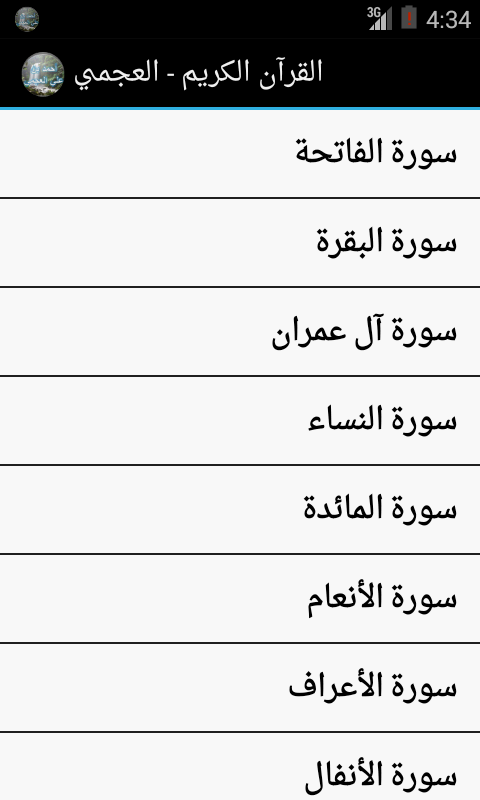 3G 4:34
القرآن الكريم - العجمي
سورة الفاتحة
سورة البقرة
سورة آل عمران
سورة النساء
سورة المائدة
سورة الأنعام
سورة الأعراف
سورة الأنفال